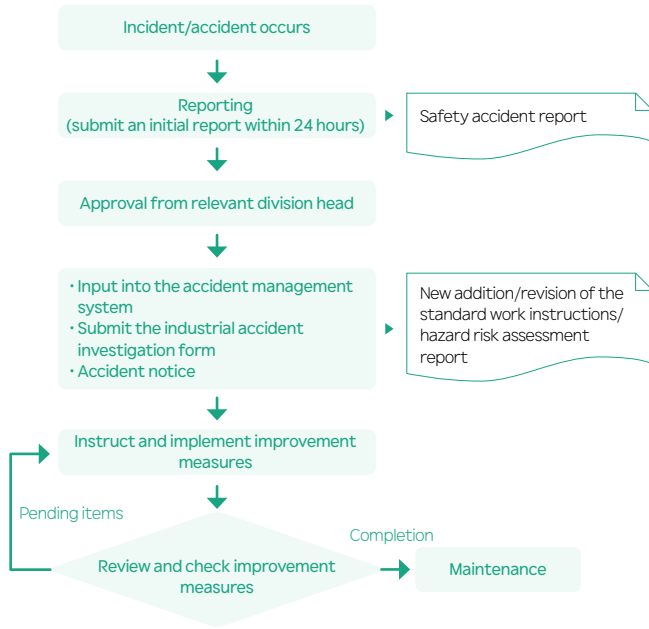 Incident/accident occurs
Reporting
(submit an initial report within 24 hours)
Safety accident report
Approval from relevant division head
· Input into the accident management
system
· Submit the industrial accident
investigation form
· Accident notice
New addition/revision of the
standard work instructions/
hazard risk assessment
report
Instruct and implement improvement
measures
Pending items
Review and check improvement
measures
Completion
Maintenance